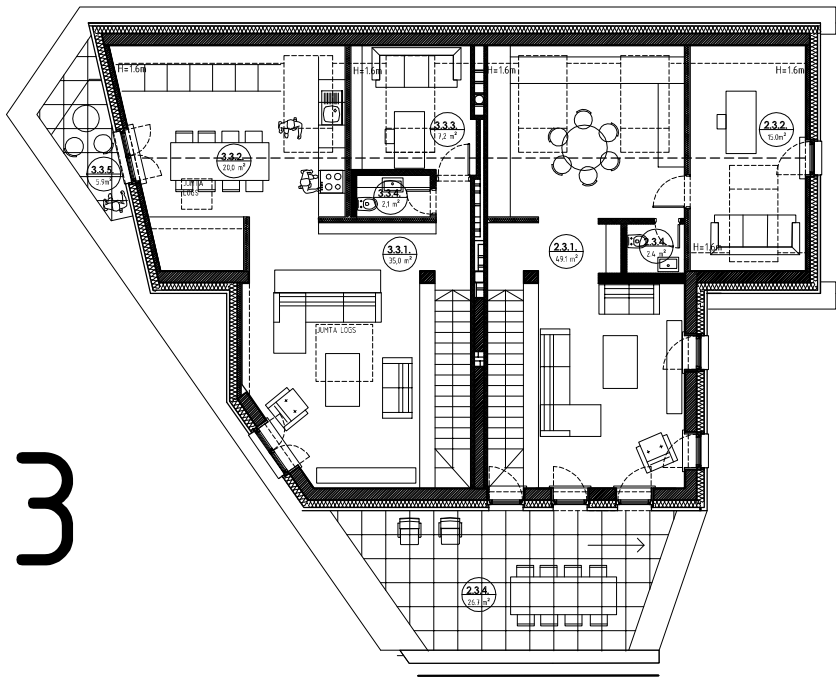 H=1.6m
H=1.6m
H=1.6m
H=1.6m
3.3.3.
17,2 m²
2.3.2.
15.0m²
3.3.2.
20,0 m²
3.3.5.
5.9m²
JUMTA
LOGS
3.3.4.
2,1 m²
3.3.1.
35,0 m²
2.3.1.
49.1 m²
2.3.4.
2.4 m²
H=1.6m
JUMTA LOGS
3
2.3.4.
26.7 m²